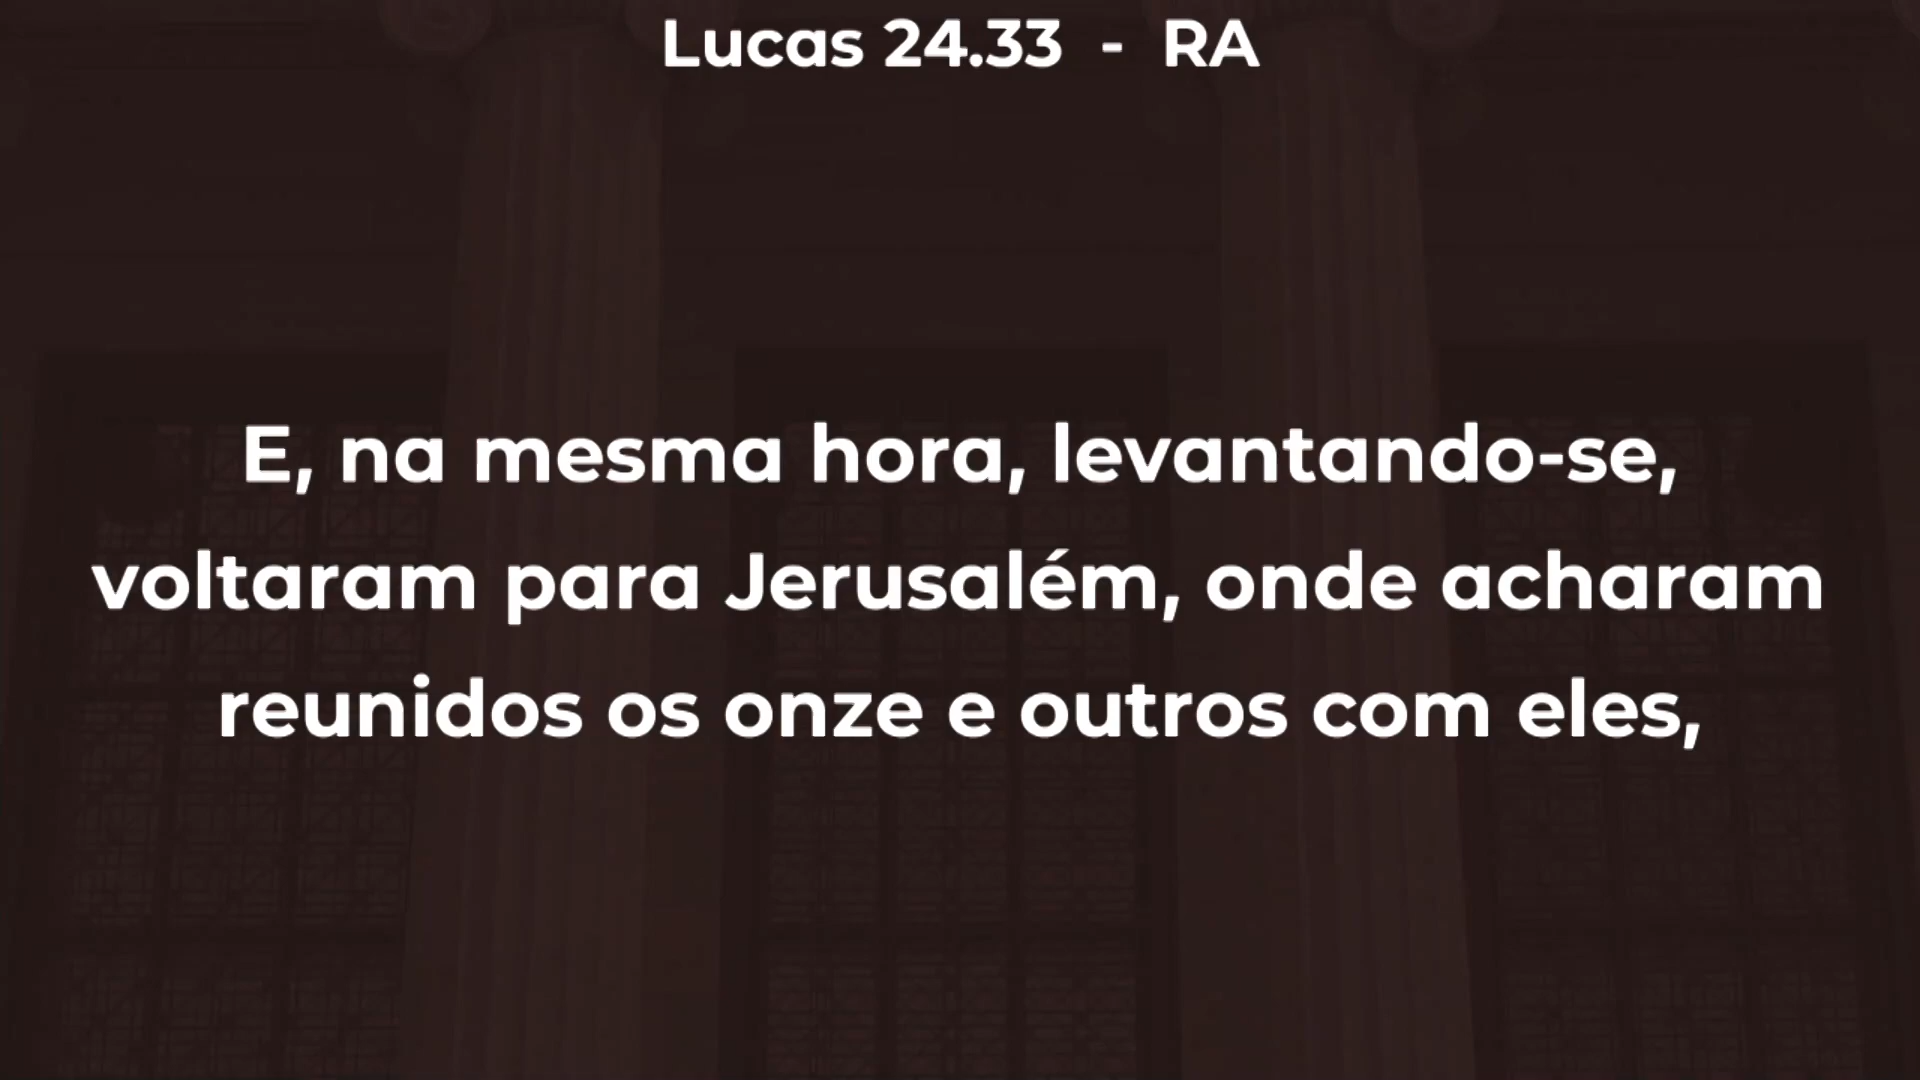 Lucas 24.33  -  RA
E, na mesma hora, levantando-se,
voltaram para Jerusalém, onde acharam
reunidos os onze e outros com eles,